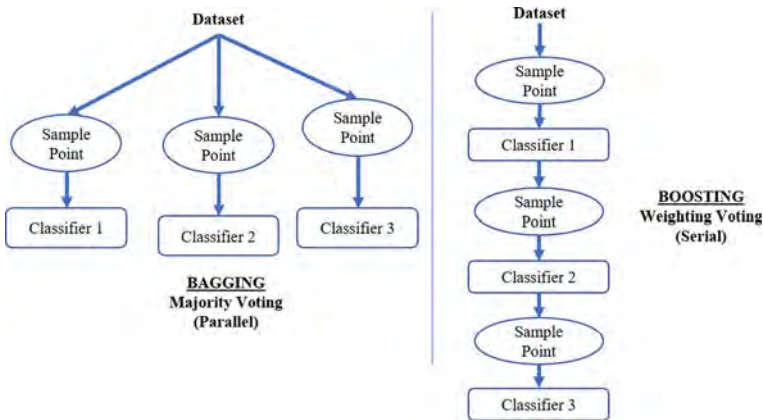 Dataset
Sample
Point
Sample
Point
Sample
Point
Classifier 1
Classifier 2
Classifier 3
BAGGING
Majority Voting
(Parallel)
Dataset
Sample
Point
Classifier 1
Sample
Point
Classifier 2
Sample
Point
Classifier 3
BOOSTING
Weighting Voting
(Serial)